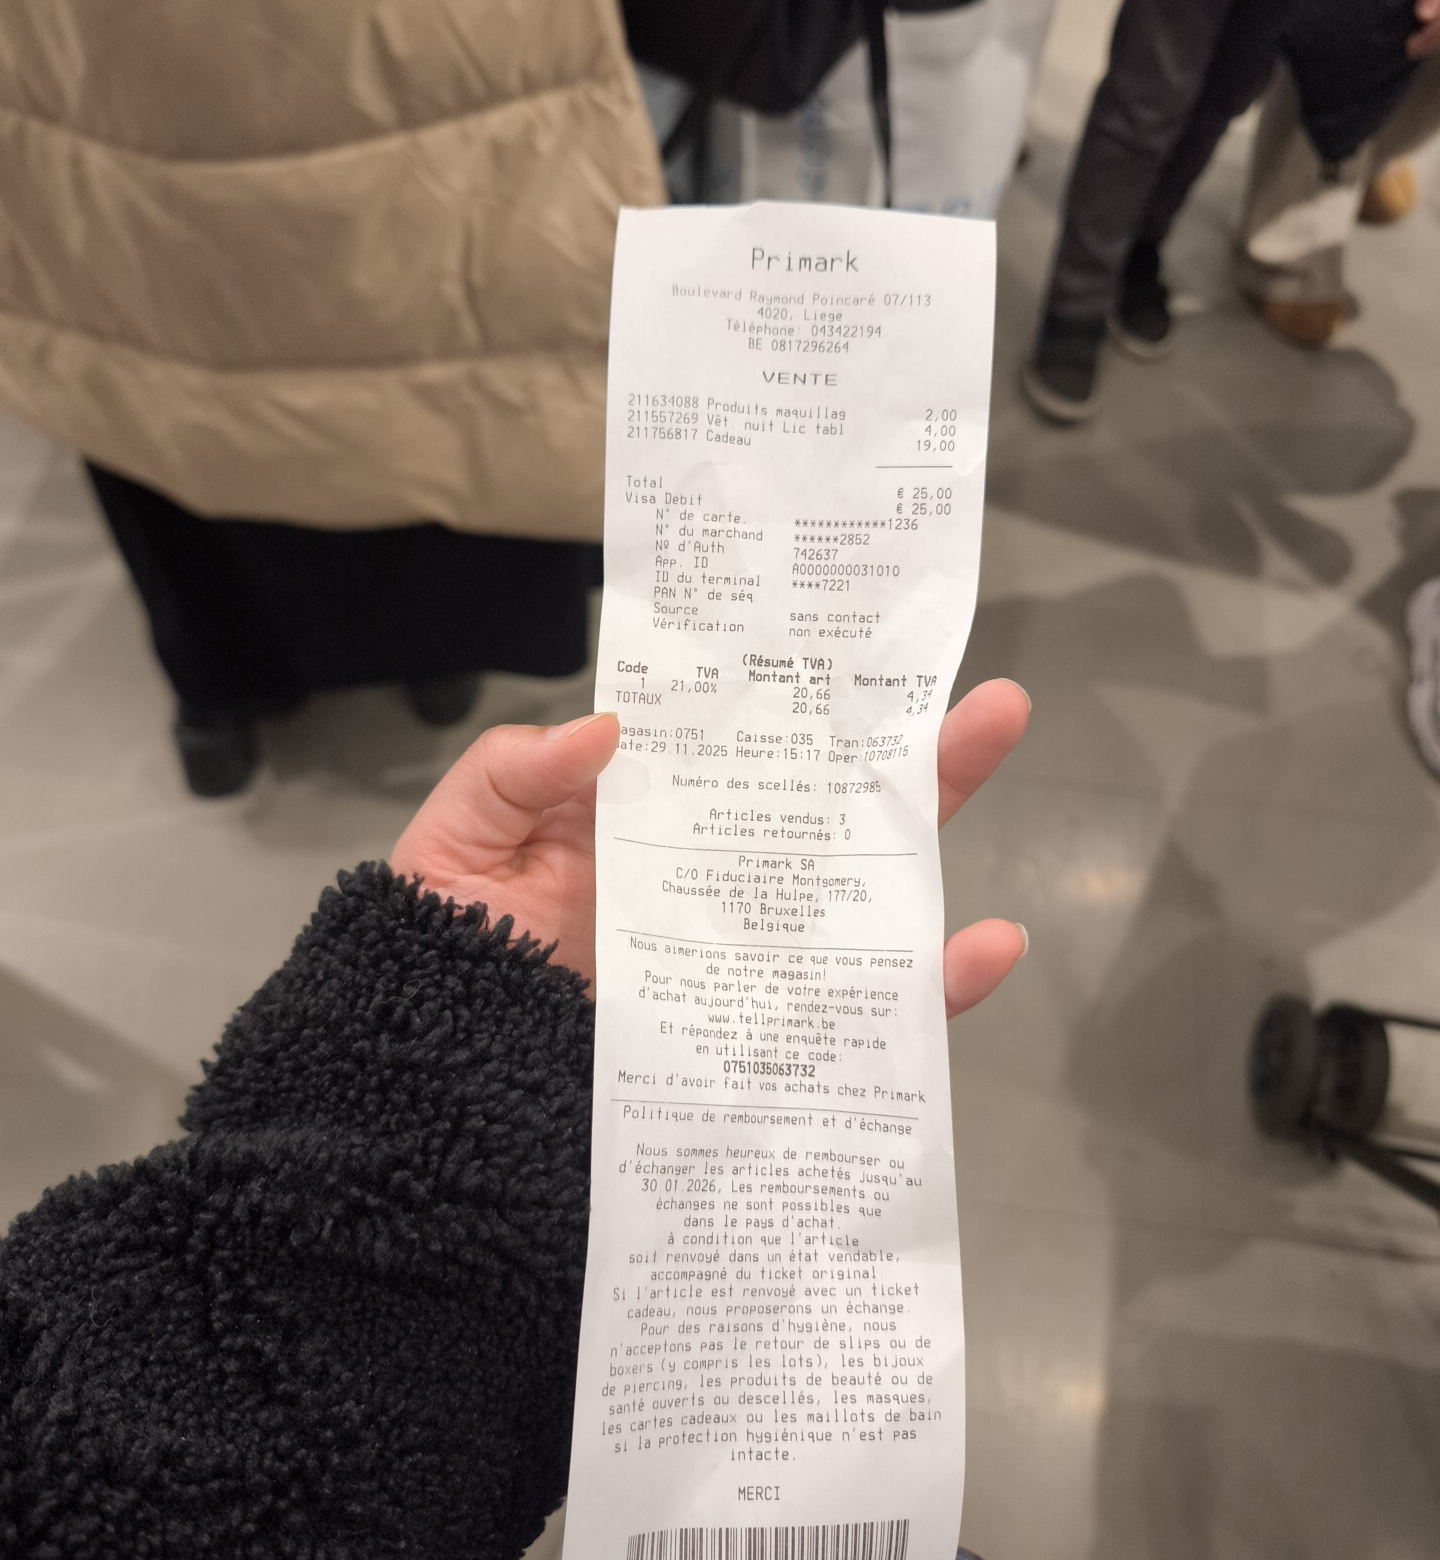 Primark
Boulevard Raymond Poincaré 07/113
4020, Liege
Téléphone: 043422194
BE 0817296264
VENTE
211634088 Produits maquillag 2,00
211557269 Vêt. nuit Lic tabl 4,00
211756817 Cadeau 19,00
Total € 25,00
Visa Debit € 25,00
N° de carte. ************1236
N° du marchand ******2852
Nº d'Auth 742637
App. ID A0000000031010
ID du terminal ****7221
PAN N° de séq
Source sans contact
Vérification non exécuté
(Résumé TVA)
Code TVA Montant art Montant TVA
1 21,00% 20,66 4,34
TOTAUX 20,66 4,34
agasin:0751 Caisse:035 Tran:063732
ate:29.11.2025 Heure:15:17 Oper:10708115
Numéro des scellés: 10872985
Articles vendus: 3
Articles retournés: 0
Primark SA
C/O Fiduciaire Montgomery,
Chaussée de la Hulpe, 177/20,
1170 Bruxelles
Belgique
Nous aimerions savoir ce que vous pensez
de notre magasin!
Pour nous parler de votre expérience
d'achat aujourd'hui, rendez-vous sur:
www.tellprimark.be
Et répondez à une enquête rapide
en utilisant ce code:
0751035063732
Merci d'avoir fait vos achats chez Primark
Politique de remboursement et d'échange
Nous sommes heureux de rembourser ou
d'échanger les articles achetés jusqu'au
30.01.2026, Les remboursements ou
échanges ne sont possibles que
dans le pays d'achat.
à condition que l'article
soit renvoyé dans un état vendable,
accompagné du ticket original.
Si l'article est renvoyé avec un ticket
cadeau, nous proposerons un échange.
Pour des raisons d'hygiène, nous
n'acceptons pas le retour de slips ou de
boxers (y compris les lots), les bijoux
de piercing, les produits de beauté ou de
santé ouverts ou descellés, les masques,
les cartes cadeaux ou les maillots de bain
si la protection hygiénique n'est pas
intacte.
MERCI